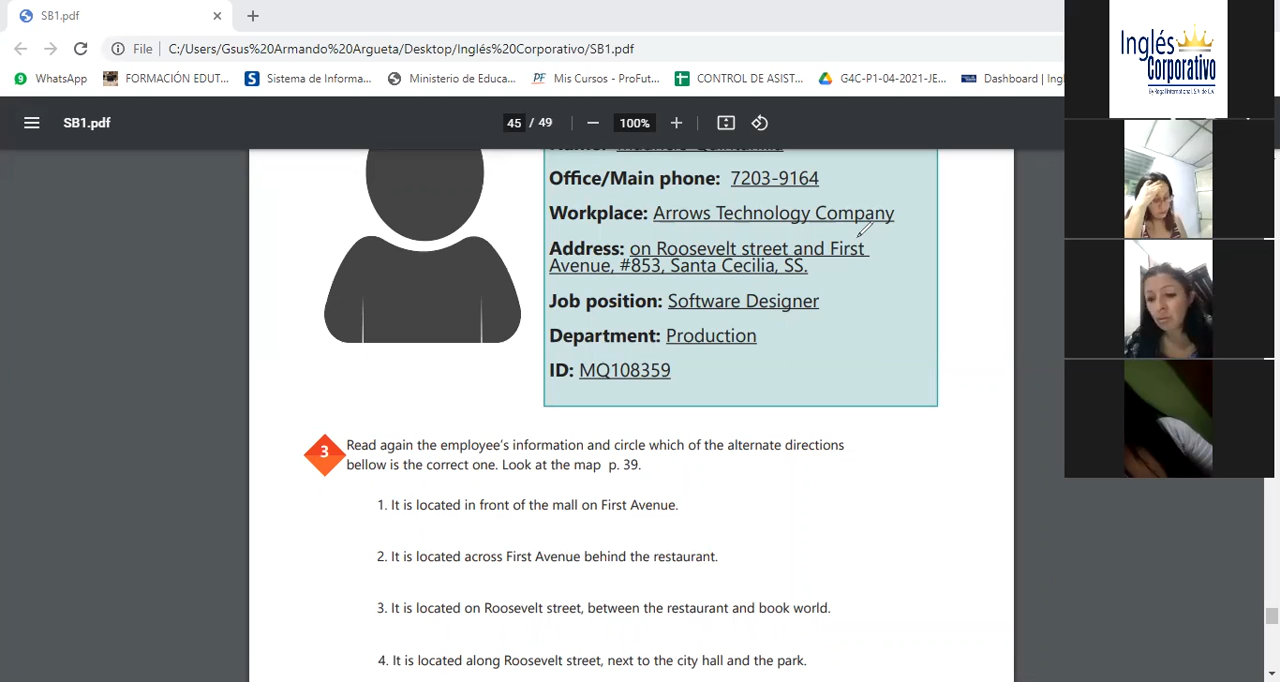 SB1.pdf
File | C:/Users/Gsus%20Armando%20Argueta/Desktop/Inglés%20Corporativo/SB1.pdf
WhatsApp FORMACIÓN EDUT... Sistema de Informa... Ministerio de Educa... Mis Cursos - ProFut... CONTROL DE ASIST... G4C-P1-04-2021-JE... Dashboard | Ingl
SB1.pdf 45 / 49 100%
Office/Main phone: 7203-9164
Workplace: Arrows Technology Company
Address: on Roosevelt street and First
Avenue, #853, Santa Cecilia, SS.
Job position: Software Designer
Department: Production
ID: MQ108359
3 Read again the employee's information and circle which of the alternate directions
bellow is the correct one. Look at the map p. 39.
1. It is located in front of the mall on First Avenue.
2. It is located across First Avenue behind the restaurant.
3. It is located on Roosevelt street, between the restaurant and book world.
4. It is located along Roosevelt street, next to the city hall and the park.
Inglés
Corporativo